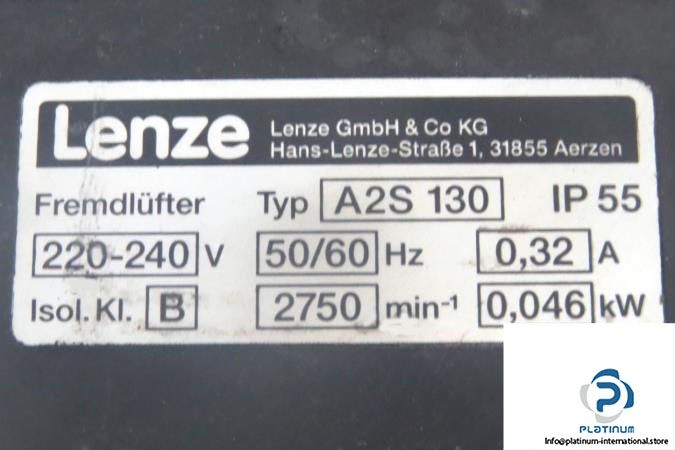 Lenze
Lenze GmbH & Co KG
Hans-Lenze-Straße 1, 31855 Aerzen
Fremdlüfter Typ A2S 130 IP 55
220-240 V 50/60 Hz 0,32 A
Isol. Kl. B 2750 min-1 0,046 kW
PLATINUM
Info@platinum-international.store